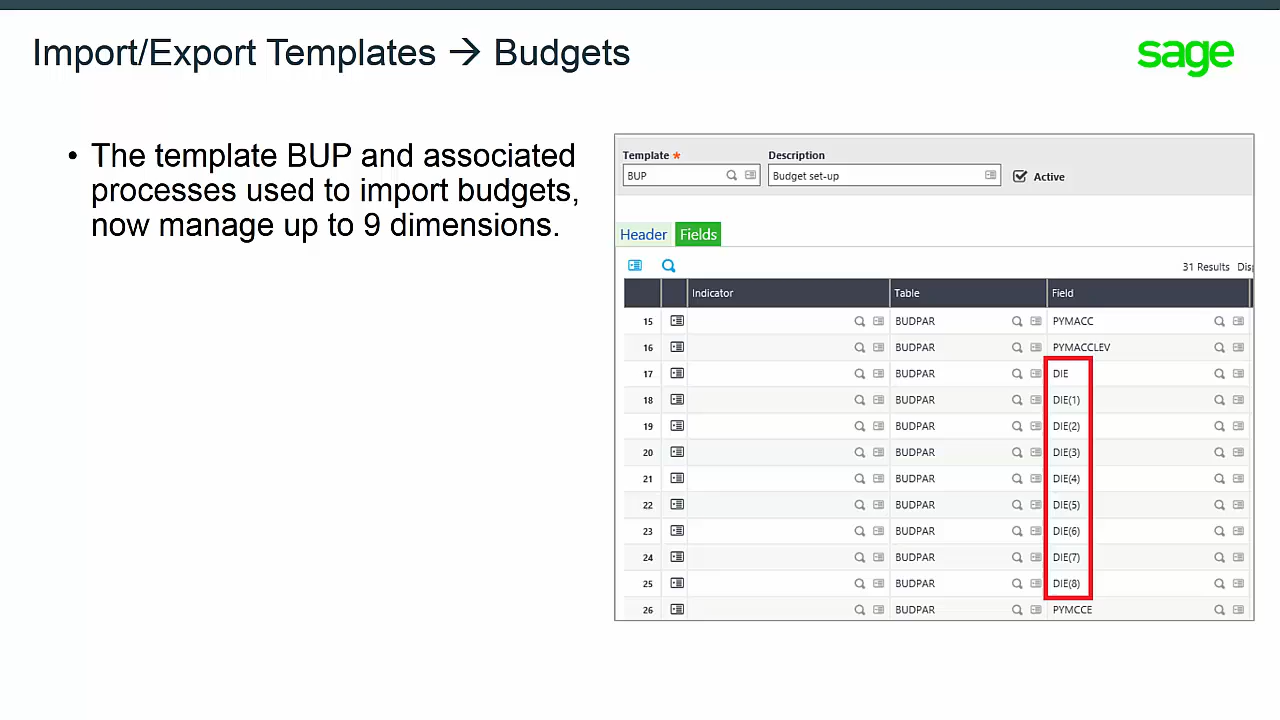 Import/Export Templates → Budgets
sage
• The template BUP and associated
processes used to import budgets,
now manage up to 9 dimensions.
Template * Description
BUP Budget set-up Active
Header Fields
31 Results Disp
Indicator Table Field
15 BUDPAR PYMACC
16 BUDPAR PYMACCLEV
17 BUDPAR DIE
18 BUDPAR DIE(1)
19 BUDPAR DIE(2)
20 BUDPAR DIE(3)
21 BUDPAR DIE(4)
22 BUDPAR DIE(5)
23 BUDPAR DIE(6)
24 BUDPAR DIE(7)
25 BUDPAR DIE(8)
26 BUDPAR PYMCCE